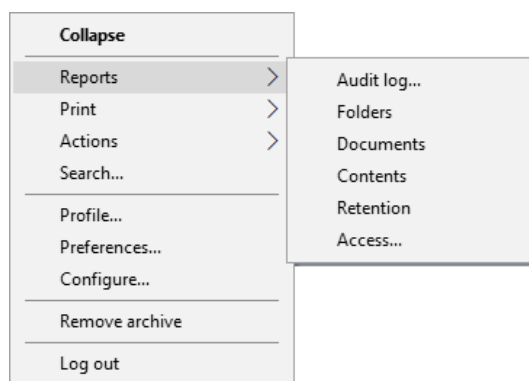 Collapse
Reports
Print
Actions
Search...
Profile...
Preferences...
Configure...
Remove archive
Log out
Audit log...
Folders
Documents
Contents
Retention
Access...